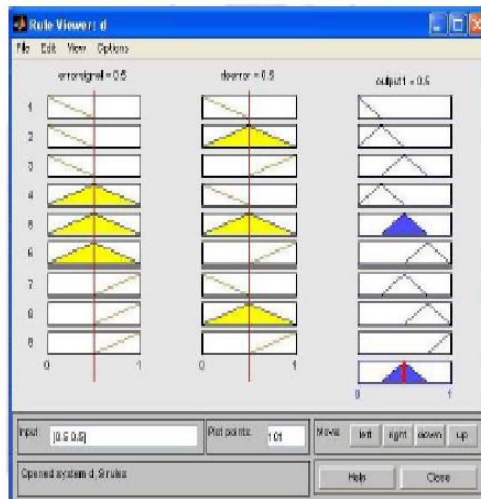 Rule Viewer: d
File Edit View Options
errorsignal = 0.5
deerror = 0.5
output1 = 0.5
1
2
3
4
5
6
7
8
9
0 1
0 1
0 1
Input: [0.5 0.5]
Plot points: 101
Move: left right down up
Opened system d, 9 rules
Help Close